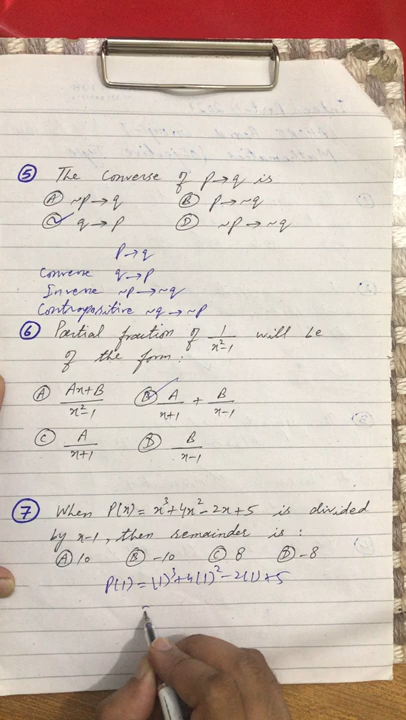 5 The Converse of p→q is
A ~p→q B p→~q
C q→p D ~p→~q
p→q
Converse q→p
Inverse ~p→~q
Contrapositive ~q→~p
6 Partial fraction of 1/(x²-1) will be
of the form:
A (Ax+B)/(x²-1) B A/(x+1) + B/(x-1)
C A/(x+1) D B/(x-1)
7 When P(x) = x³+4x²-2x+5 is divided
by x-1, then remainder is :
A 10 B -10 C 8 D -8
P(1) = (1)³+4(1)²-2(1)+5